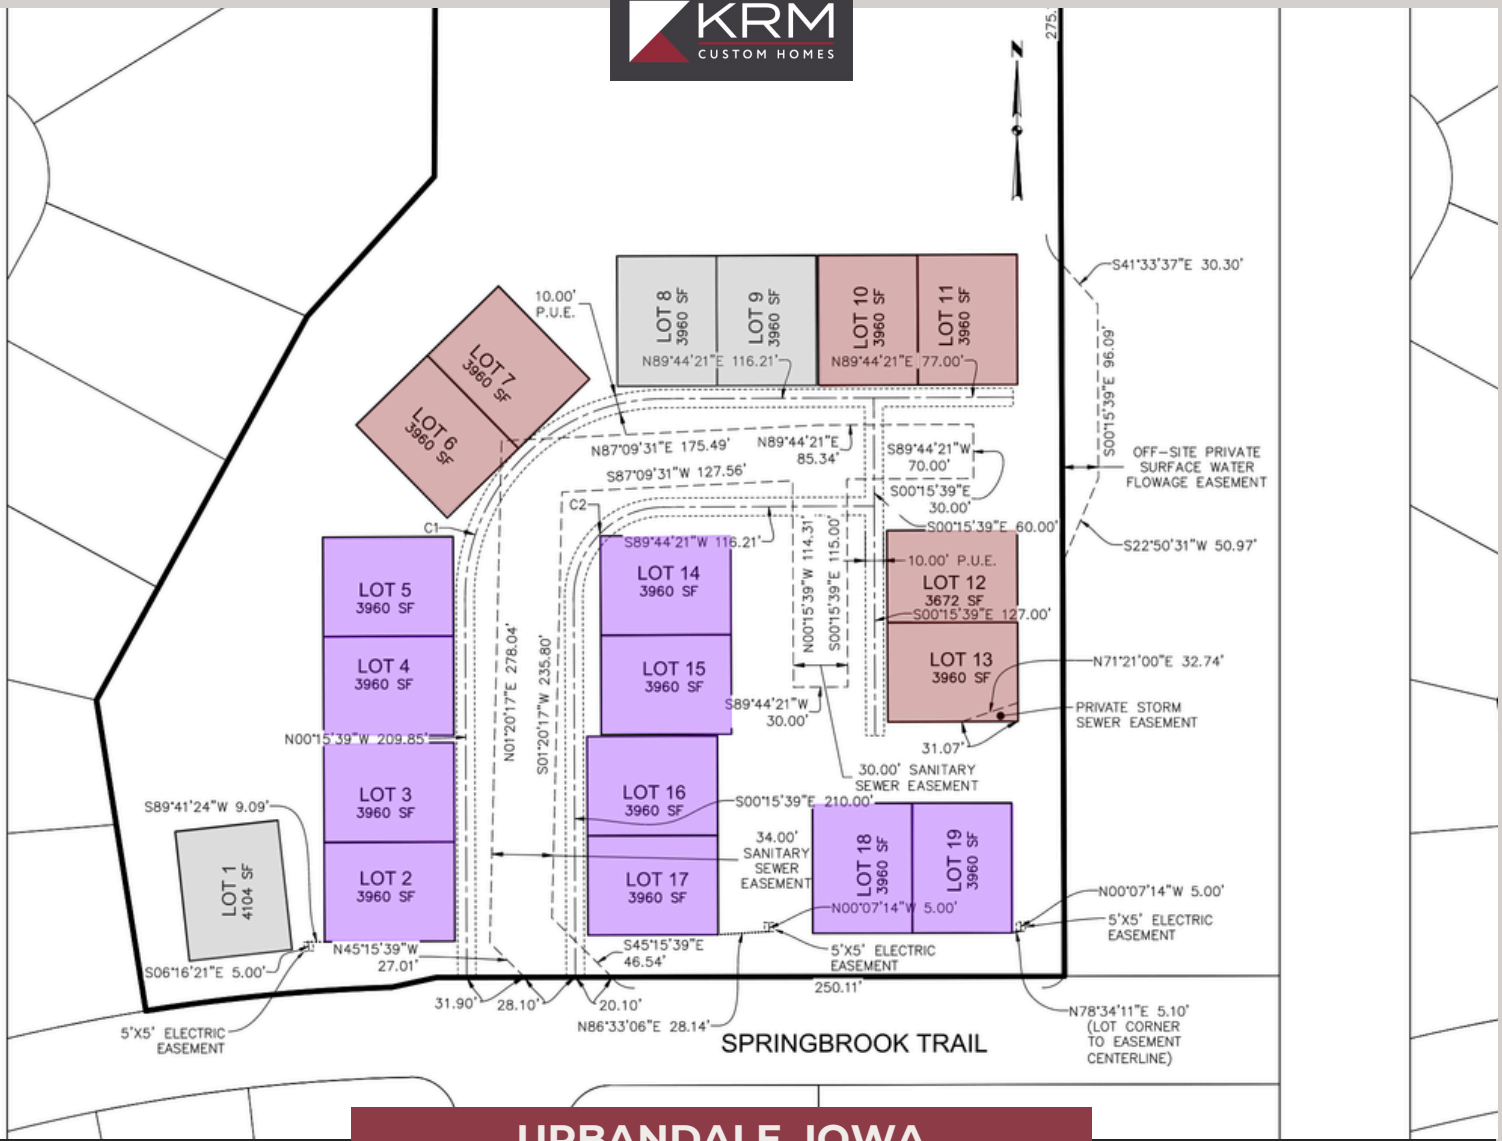 KRM
CUSTOM HOMES
275.
N
S41°33'37"E 30.30'
10.00'
P.U.E.
LOT 8
3960 SF
LOT 9
3960 SF
LOT 10
3960 SF
LOT 11
3960 SF
N89°44'21"E 116.21'
N89°44'21"E 77.00'
S00°15'39"E 96.09'
LOT 7
3960 SF
LOT 6
3960 SF
N87°09'31"E 175.49'
N89°44'21"E
85.34'
S89°44'21"W
70.00'
OFF-SITE PRIVATE
SURFACE WATER
FLOWAGE EASEMENT
S87°09'31"W 127.56'
S00°15'39"E
30.00'
C2
C1
S00°15'39"E 60.00'
S89°44'21"W 116.21'
S22°50'31"W 50.97'
N00°15'39"W 114.31
S00°15'39"E 115.00'
10.00' P.U.E.
LOT 5
3960 SF
LOT 14
3960 SF
LOT 12
3672 SF
S00°15'39"E 127.00'
LOT 4
3960 SF
LOT 15
3960 SF
LOT 13
3960 SF
N71°21'00"E 32.74'
N01°20'17"E 278.04'
S01°20'17"W 235.80'
S89°44'21"W
30.00'
PRIVATE STORM
SEWER EASEMENT
N00°15'39"W 209.85'
31.07'
30.00' SANITARY
SEWER EASEMENT
LOT 3
3960 SF
LOT 16
3960 SF
S00°15'39"E 210.00'
S89°41'24"W 9.09'
34.00'
SANITARY
SEWER
EASEMENT
LOT 1
4104 SF
LOT 2
3960 SF
LOT 17
3960 SF
LOT 18
3960 SF
LOT 19
3960 SF
N00°07'14"W 5.00'
N00°07'14"W 5.00'
5'X5' ELECTRIC
EASEMENT
N45°15'39"W
27.01'
S45°15'39"E
46.54'
5'X5' ELECTRIC
EASEMENT
S06°16'21"E 5.00'
250.11'
31.90'
28.10'
20.10'
N86°33'06"E 28.14'
N78°34'11"E 5.10'
(LOT CORNER
TO EASEMENT
CENTERLINE)
5'X5' ELECTRIC
EASEMENT
SPRINGBROOK TRAIL
URBANDALE, IOWA